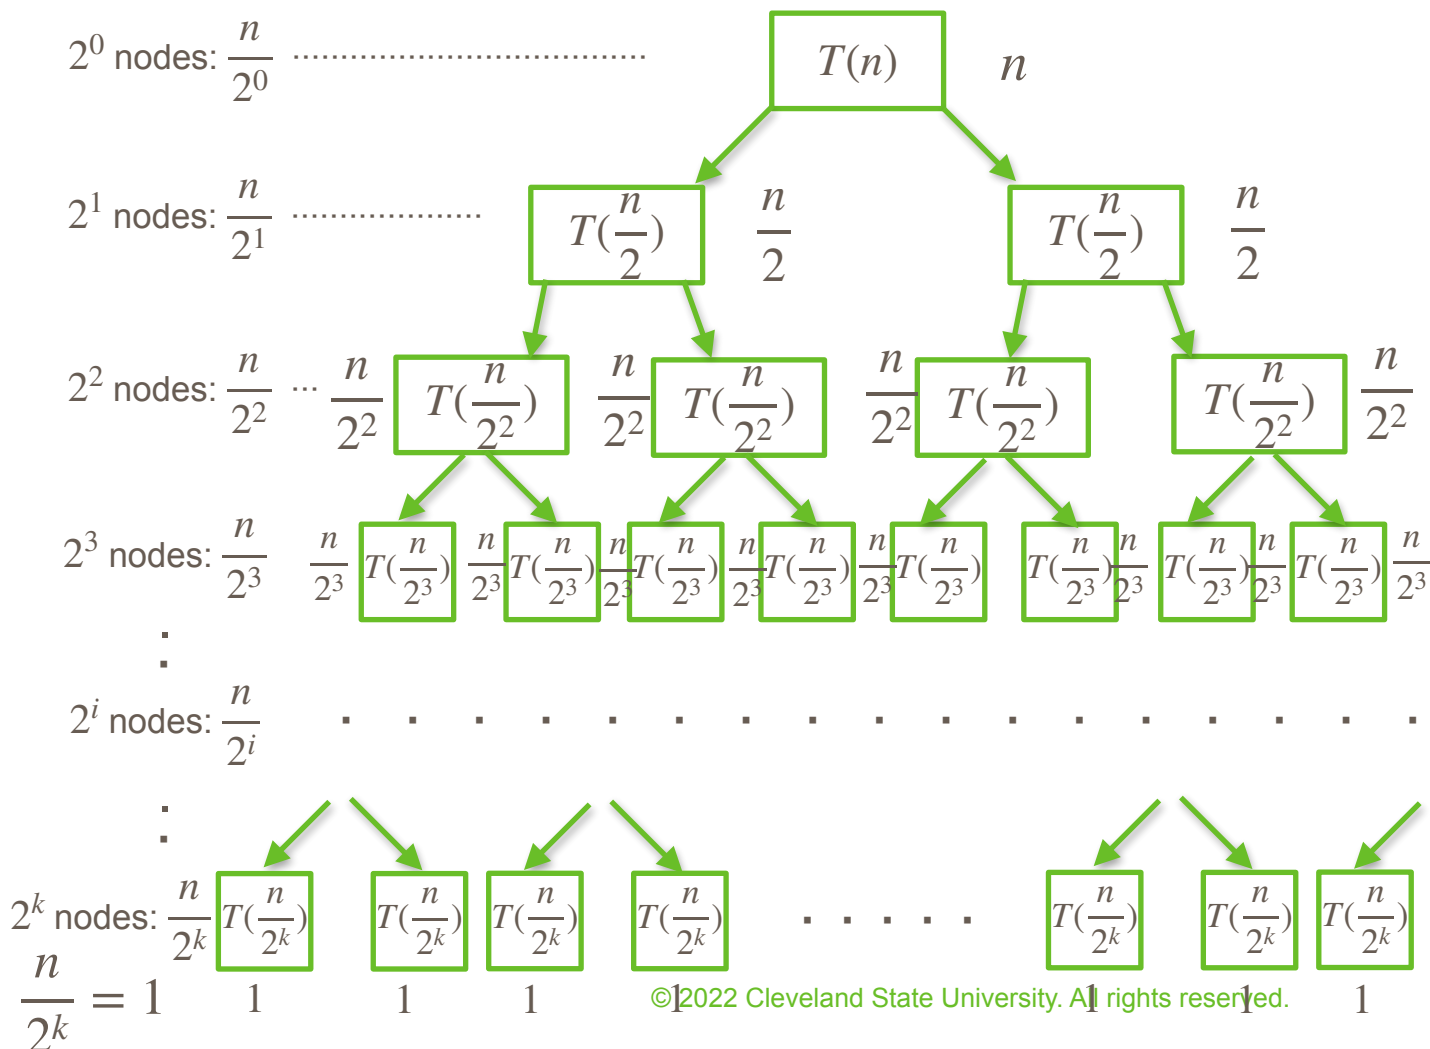 2^0 nodes: n/2^0 ................................... T(n) n
2^1 nodes: n/2^1 ................... T(n/2) n/2 T(n/2) n/2
2^2 nodes: n/2^2 ... n/2^2 T(n/2^2) n/2^2 T(n/2^2) n/2^2 T(n/2^2) T(n/2^2) n/2^2
2^3 nodes: n/2^3 n/2^3 T(n/2^3) n/2^3 T(n/2^3) n/2^3 T(n/2^3) n/2^3 T(n/2^3) n/2^3 T(n/2^3) T(n/2^3) n/2^3 T(n/2^3) n/2^3 T(n/2^3) n/2^3
.
.
2^i nodes: n/2^i . . . . . . . . . . . . . . . . .
.
.
2^k nodes: n/2^k T(n/2^k) T(n/2^k) T(n/2^k) T(n/2^k) . . . . . T(n/2^k) T(n/2^k) T(n/2^k)
n/2^k = 1 1 1 1 1 1 1 1
© 2022 Cleveland State University. All rights reserved.